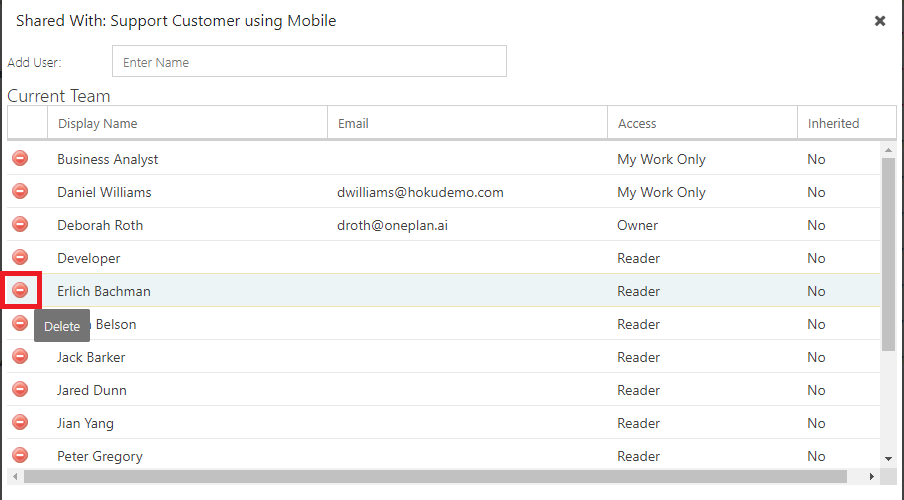 Shared With: Support Customer using Mobile
Add User: Enter Name
Current Team
Display Name Email Access Inherited
Business Analyst My Work Only No
Daniel Williams dwilliams@hokudemo.com My Work Only No
Deborah Roth droth@oneplan.ai Owner No
Developer Reader No
Erlich Bachman Reader No
Belson Reader No
Delete
Jack Barker Reader No
Jared Dunn Reader No
Jian Yang Reader No
Peter Gregory Reader No